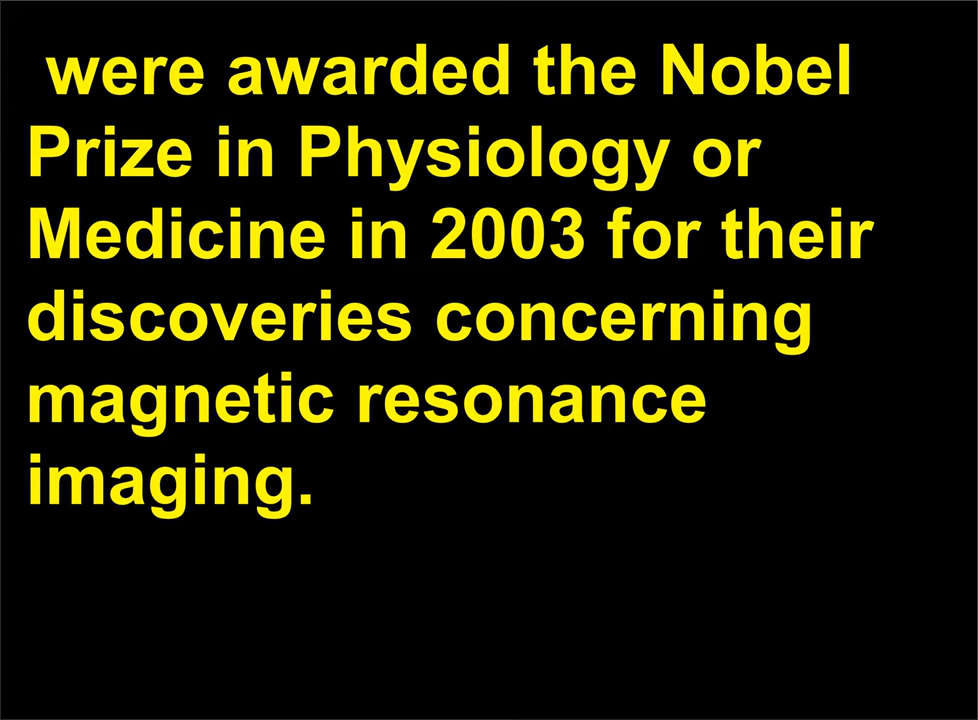 were awarded the Nobel
Prize in Physiology or
Medicine in 2003 for their
discoveries concerning
magnetic resonance
imaging.